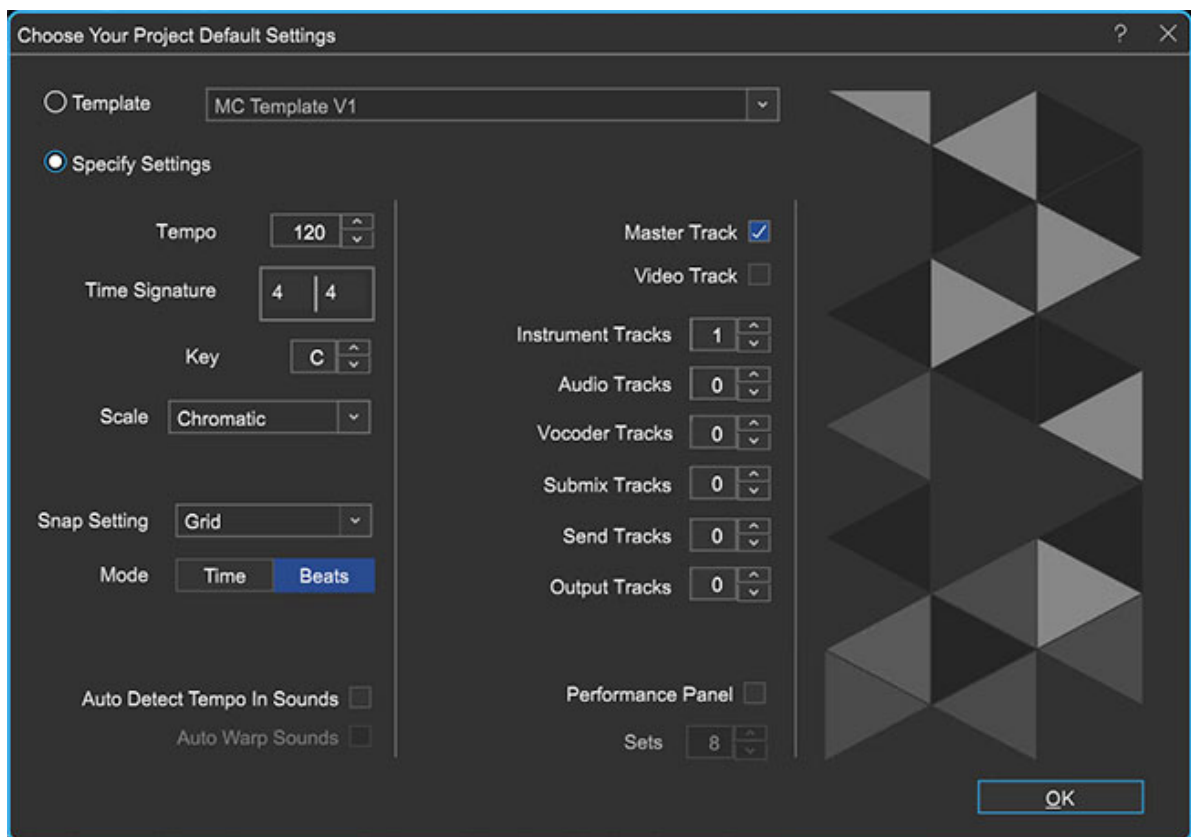 Choose Your Project Default Settings ?
Template MC Template V1
Specify Settings
Tempo 120
Time Signature 4 4
Key C
Scale Chromatic
Snap Setting Grid
Mode Time Beats
Auto Detect Tempo In Sounds
Auto Warp Sounds
Master Track
Video Track
Instrument Tracks 1
Audio Tracks 0
Vocoder Tracks 0
Submix Tracks 0
Send Tracks 0
Output Tracks 0
Performance Panel
Sets 8
OK